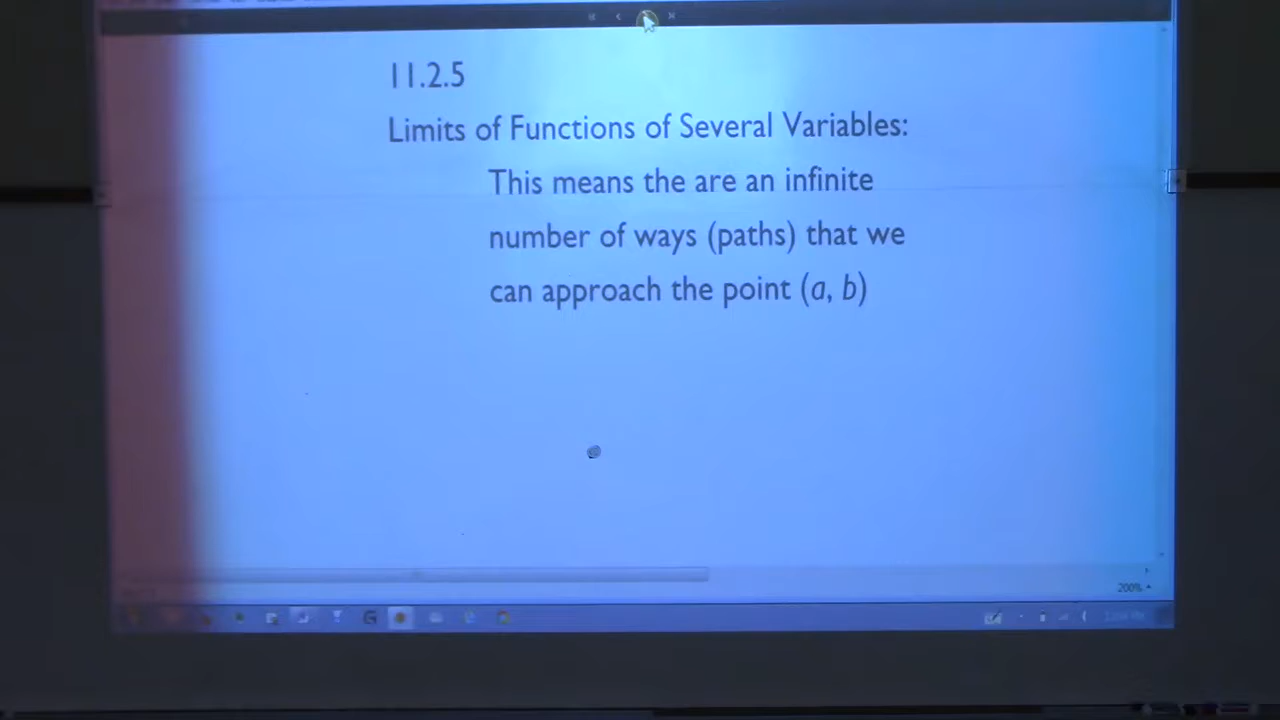 11.2.5
Limits of Functions of Several Variables:
This means the are an infinite
number of ways (paths) that we
can approach the point (a, b)
200%